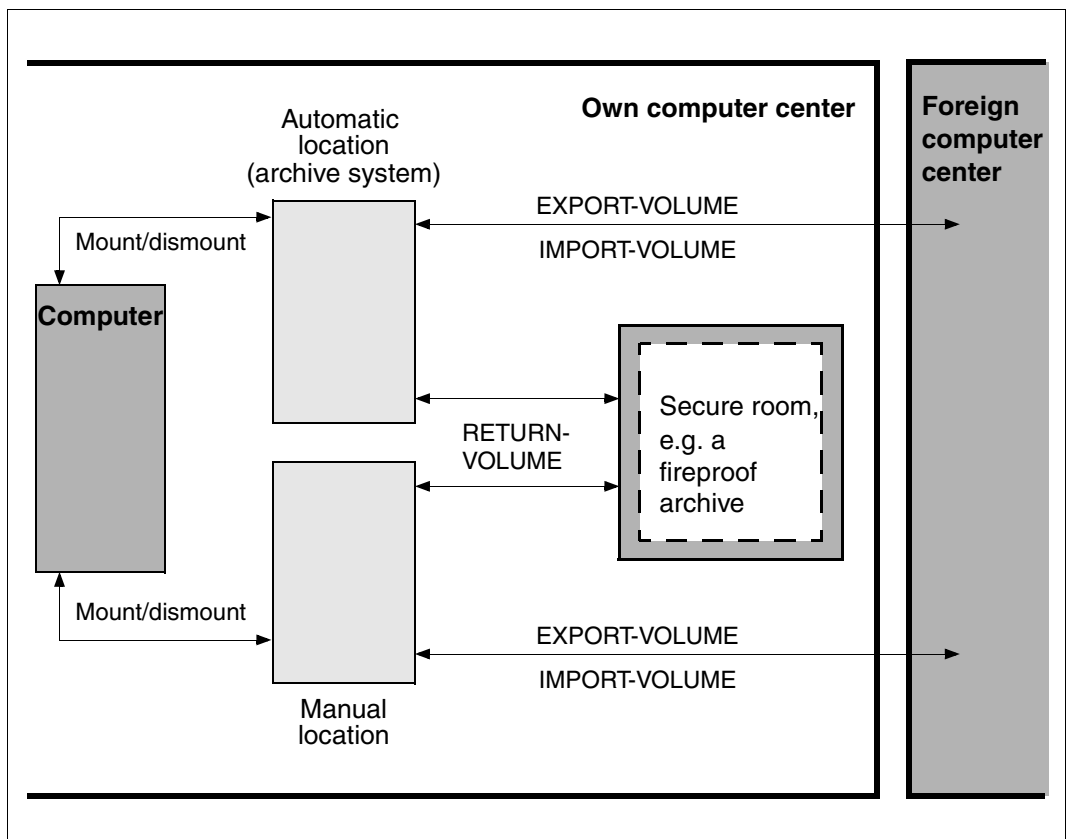 Own computer center
Foreign
computer
center
Automatic
location
(archive system)
EXPORT-VOLUME
Mount/dismount
IMPORT-VOLUME
Computer
Secure room,
e.g. a
fireproof
archive
RETURN-
VOLUME
Mount/dismount
EXPORT-VOLUME
IMPORT-VOLUME
Manual
location